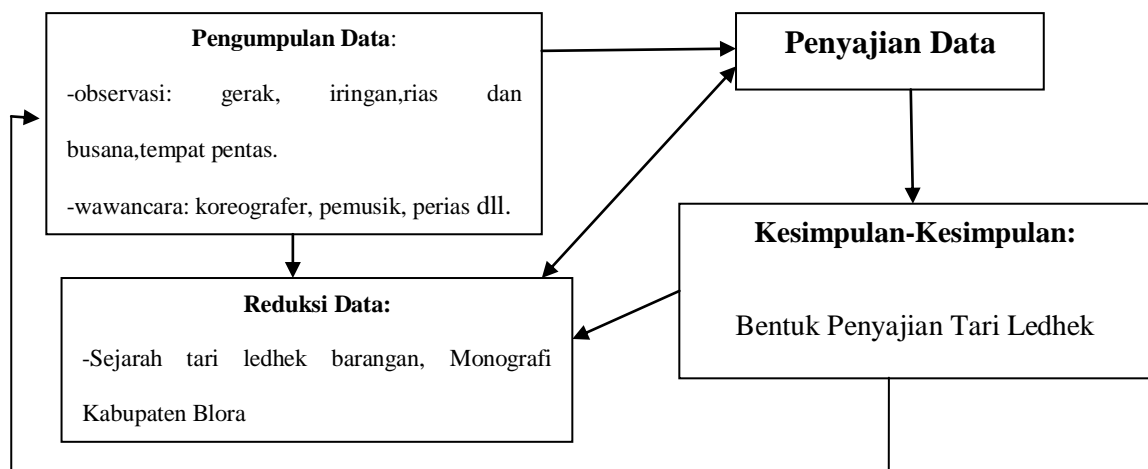 Pengumpulan Data:
-observasi: gerak, iringan,rias dan
busana,tempat pentas.
-wawancara: koreografer, pemusik, perias dll.
Penyajian Data
Reduksi Data:
-Sejarah tari ledhek barangan, Monografi
Kabupaten Blora
Kesimpulan-Kesimpulan:
Bentuk Penyajian Tari Ledhek